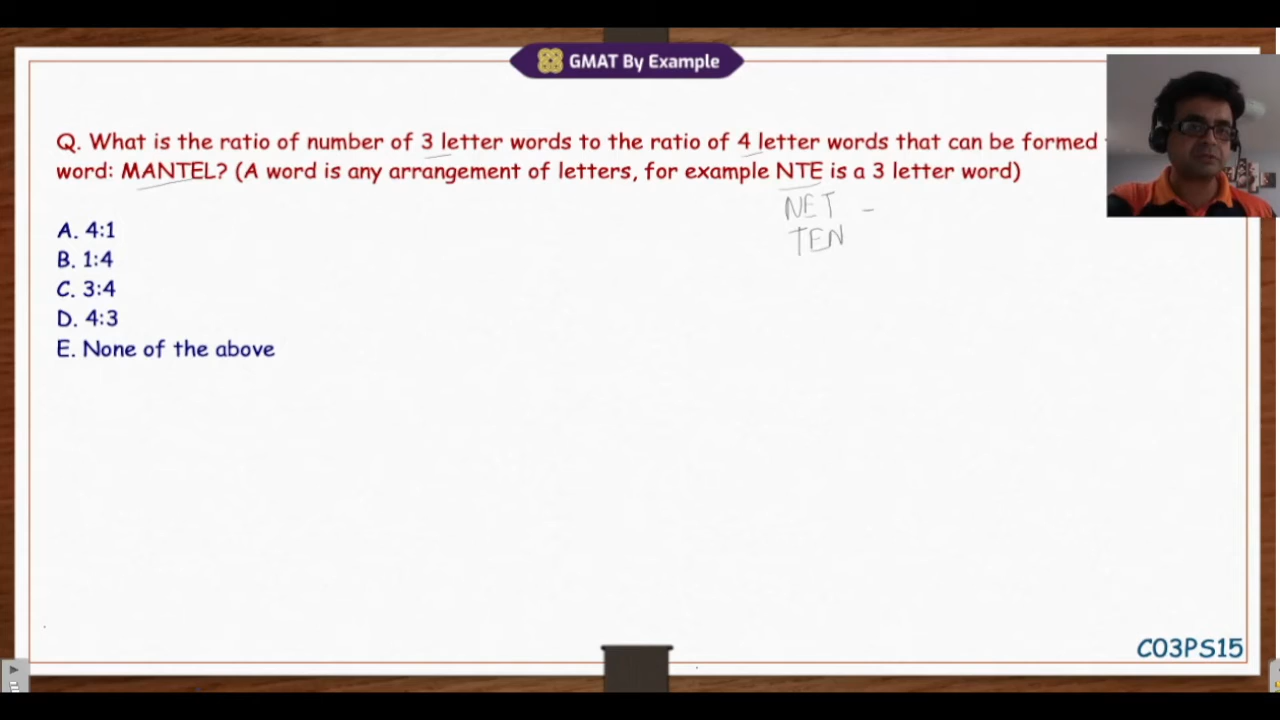 GMAT By Example
Q. What is the ratio of number of 3 letter words to the ratio of 4 letter words that can be formed
word: MANTEL? (A word is any arrangement of letters, for example NTE is a 3 letter word)
NET -
TEN
A. 4:1
B. 1:4
C. 3:4
D. 4:3
E. None of the above
C03PS15